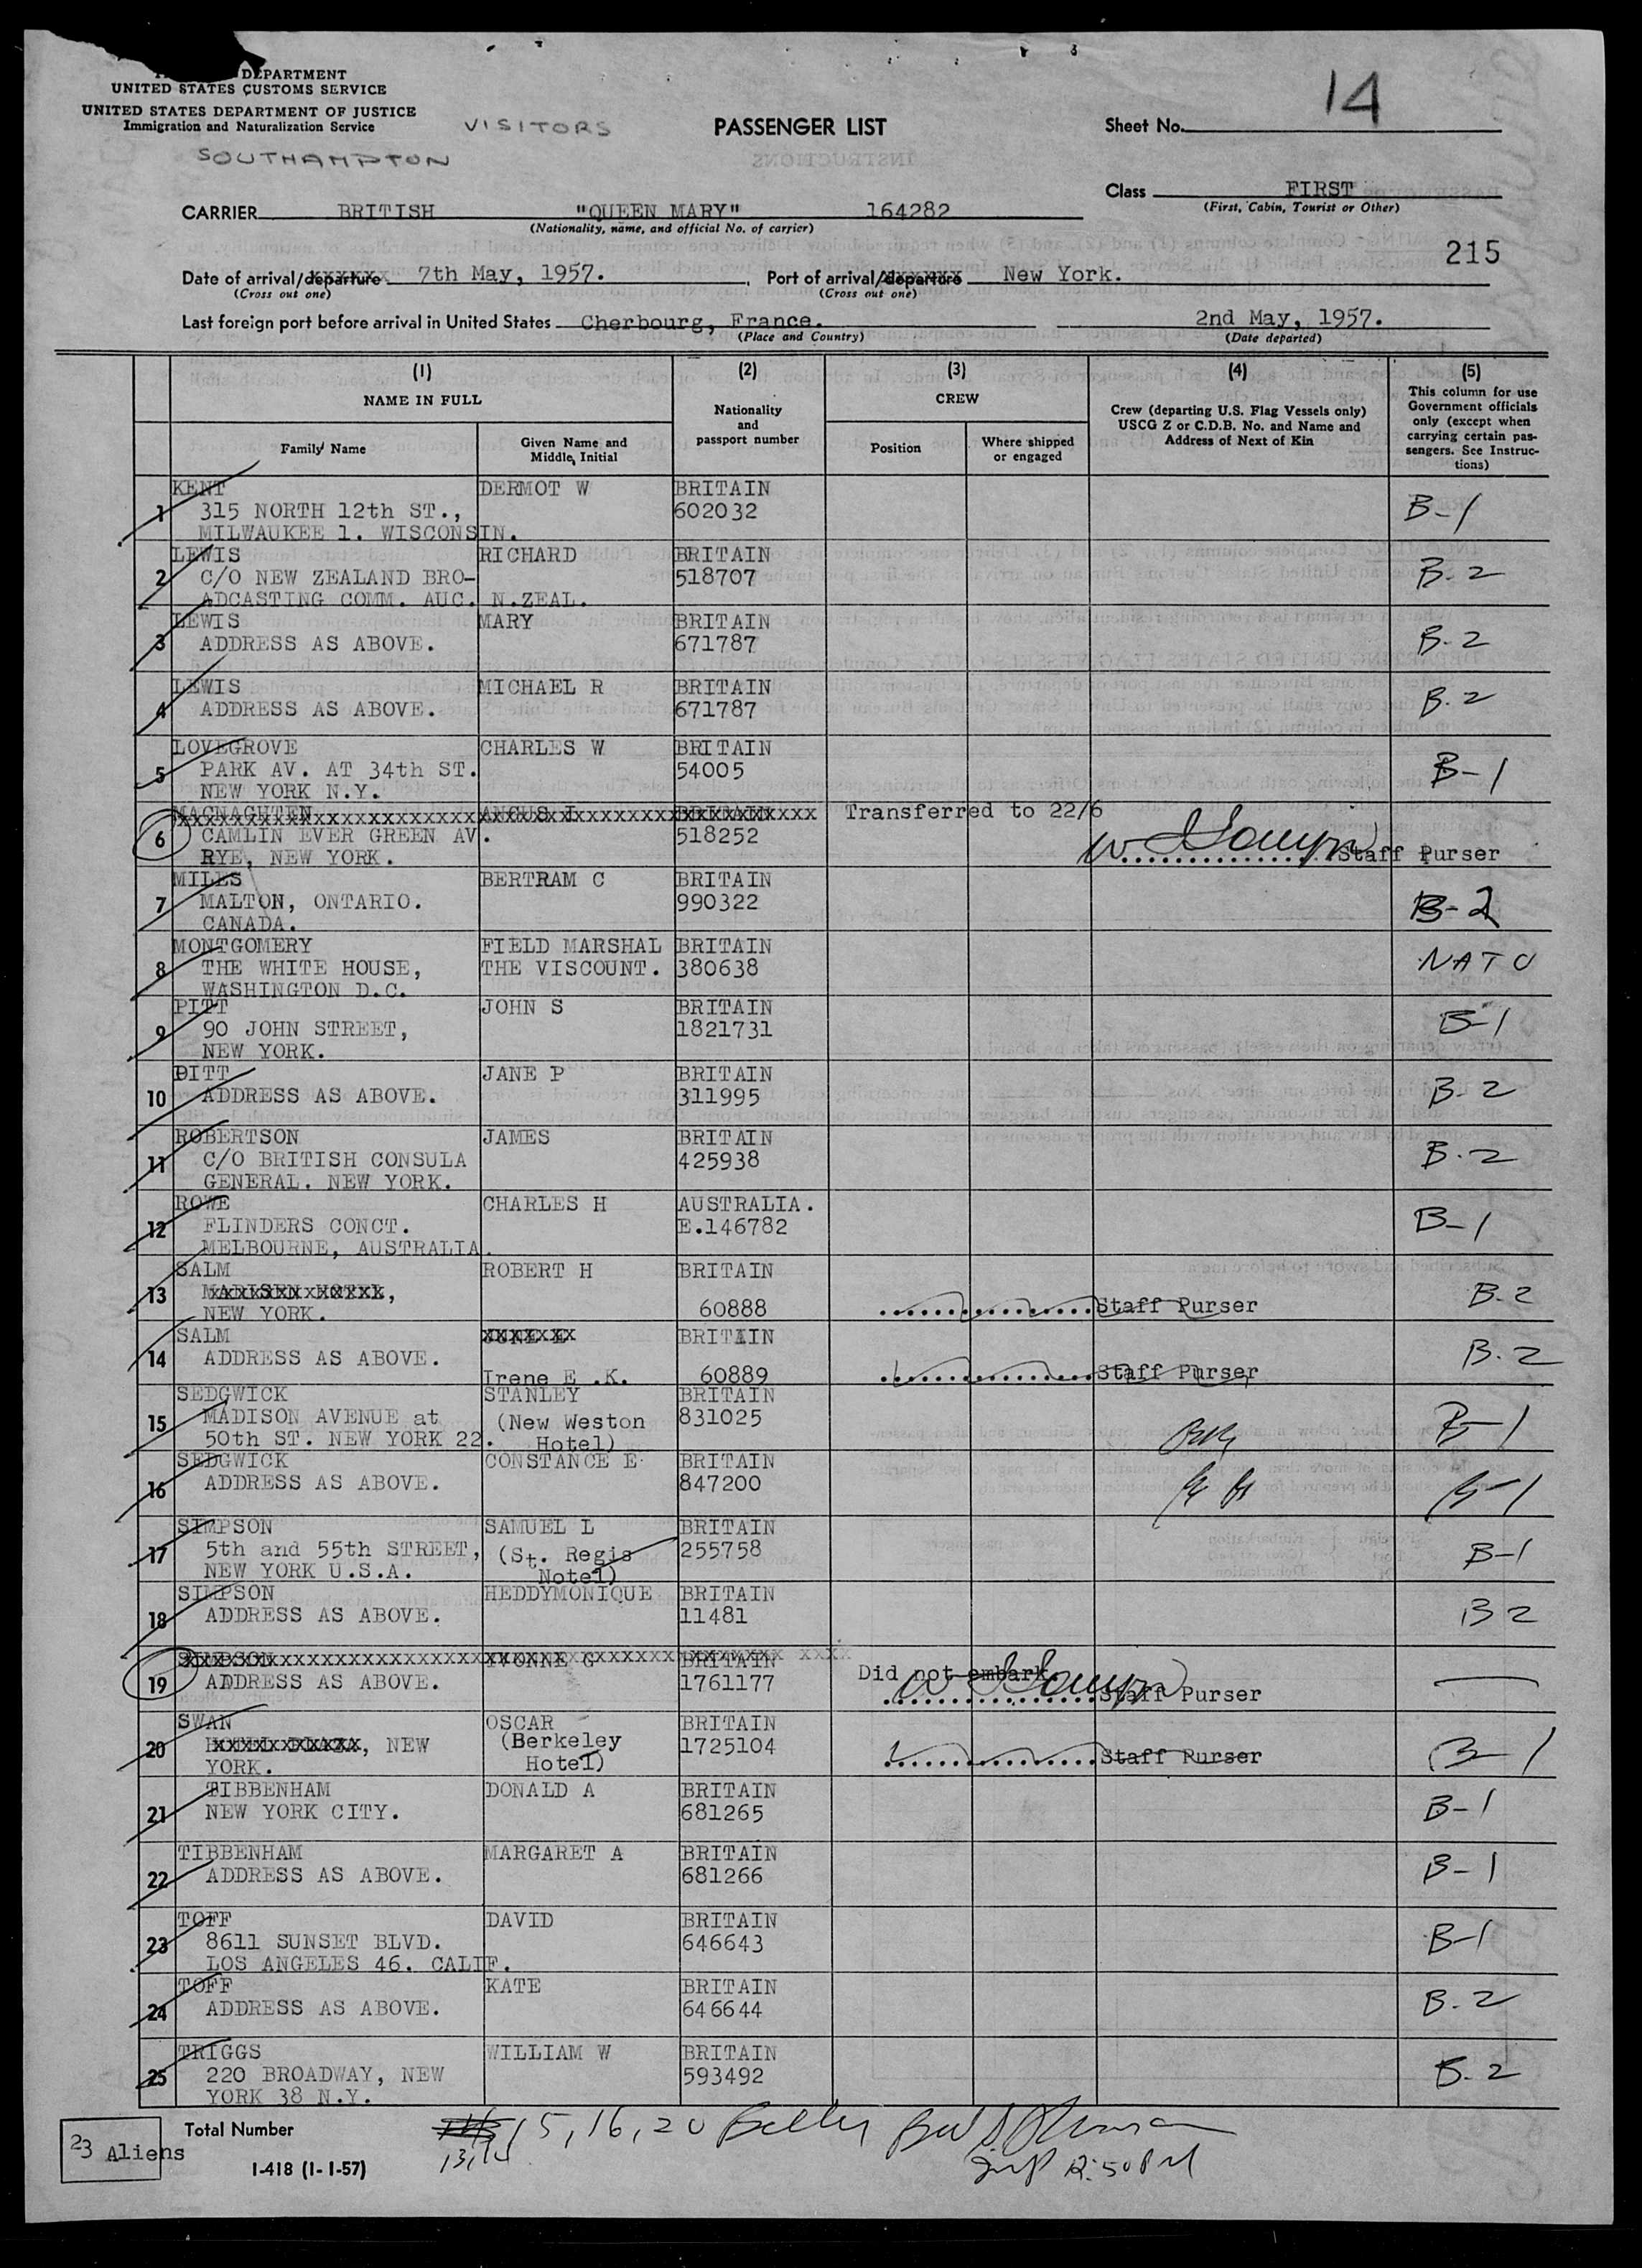 DEPARTMENT
UNITED STATES CUSTOMS SERVICE
UNITED STATES DEPARTMENT OF JUSTICE
Immigration and Naturalization Service
VISITORS
SOUTHAMPTON
PASSENGER LIST
Sheet No. 14
Class FIRST
(First, Cabin, Tourist or Other)
CARRIER BRITISH "QUEEN MARY" 164282
(Nationality, name, and official No. of carrier)
215
Date of arrival/departure 7th May, 1957. Port of arrival/departure New York.
(Cross out one) (Cross out one)
Last foreign port before arrival in United States Cherbourg, France. 2nd May, 1957.
(Place and Country) (Date departed)
(1) (2) (3) (4) (5)
NAME IN FULL
Family Name
Given Name and Middle Initial
Nationality and passport number
CREW
Position
Where shipped or engaged
Crew (departing U.S. Flag Vessels only) USCG Z or C.D.B. No. and Name and Address of Next of Kin
This column for use Government officials only (except when carrying certain passengers. See Instructions)
1 KENT DERMOT W BRITAIN
315 NORTH 12th ST., 602032 B-1
MILWAUKEE 1. WISCONSIN.
2 LEWIS RICHARD BRITAIN
C/O NEW ZEALAND BRO- 518707 B-2
ADCASTING COMM. AUC. N.ZEAL.
3 LEWIS MARY BRITAIN
ADDRESS AS ABOVE. 671787 B-2
4 LEWIS MICHAEL R BRITAIN
ADDRESS AS ABOVE. 671787 B-2
5 LOVEGROVE CHARLES W BRITAIN
PARK AV. AT 34th ST. 54005 B-1
NEW YORK N.Y.
6 MACNAGHTEN ANGUS I BRITAIN Transferred to 22/6
CAMLIN EVER GREEN AV. 518252
RYE, NEW YORK. Staff Purser
7 MILES BERTRAM C BRITAIN
MALTON, ONTARIO. 990322 B-2
CANADA.
8 MONTGOMERY FIELD MARSHAL BRITAIN
THE WHITE HOUSE, THE VISCOUNT. 380638 NATO
WASHINGTON D.C.
9 PITT JOHN S BRITAIN
90 JOHN STREET, 1821731 B-1
NEW YORK.
10 PITT JANE P BRITAIN
ADDRESS AS ABOVE. 311995 B-2
11 ROBERTSON JAMES BRITAIN
C/O BRITISH CONSULA 425938 B-2
GENERAL. NEW YORK.
12 ROWE CHARLES H AUSTRALIA.
FLINDERS CONCT. E.146782 B-1
MELBOURNE, AUSTRALIA.
13 SALM ROBERT H BRITAIN
MADISEN HOTEL,
NEW YORK. 60888 Staff Purser B-2
14 SALM BRITAIN
ADDRESS AS ABOVE. B-2
Irene E .K. 60889 Staff Purser
15 SEDGWICK STANLEY BRITAIN
MADISON AVENUE at (New Weston 831025 B-1
50th ST. NEW YORK 22. Hotel)
16 SEDGWICK CONSTANCE E BRITAIN
ADDRESS AS ABOVE. 847200 B-1
17 SIMPSON SAMUEL L BRITAIN
5th and 55th STREET, (St. Regis 255758 B-1
NEW YORK U.S.A. Notel)
18 SIMPSON HEDDYMONIQUE BRITAIN
ADDRESS AS ABOVE. 11481 B2
19 SIMPSON YVONNE G BRITAIN Did not embark.
ADDRESS AS ABOVE. 1761177 Staff Purser
20 SWAN OSCAR BRITAIN
, NEW (Berkeley 1725104 B-1
YORK. Hotel) Staff Purser
21 TIBBENHAM DONALD A BRITAIN
NEW YORK CITY. 681265 B-1
22 TIBBENHAM MARGARET A BRITAIN
ADDRESS AS ABOVE. 681266 B-1
23 TOFF DAVID BRITAIN
8611 SUNSET BLVD. 646643 B-1
LOS ANGELES 46. CALIF.
24 TOFF KATE BRITAIN
ADDRESS AS ABOVE. 646644 B-2
25 TRIGGS WILLIAM W BRITAIN
220 BROADWAY, NEW 593492 B-2
YORK 38 N.Y.
23 Aliens
Total Number
15, 16, 20
13,14
12:50 PM
I-418 (1-1-57)